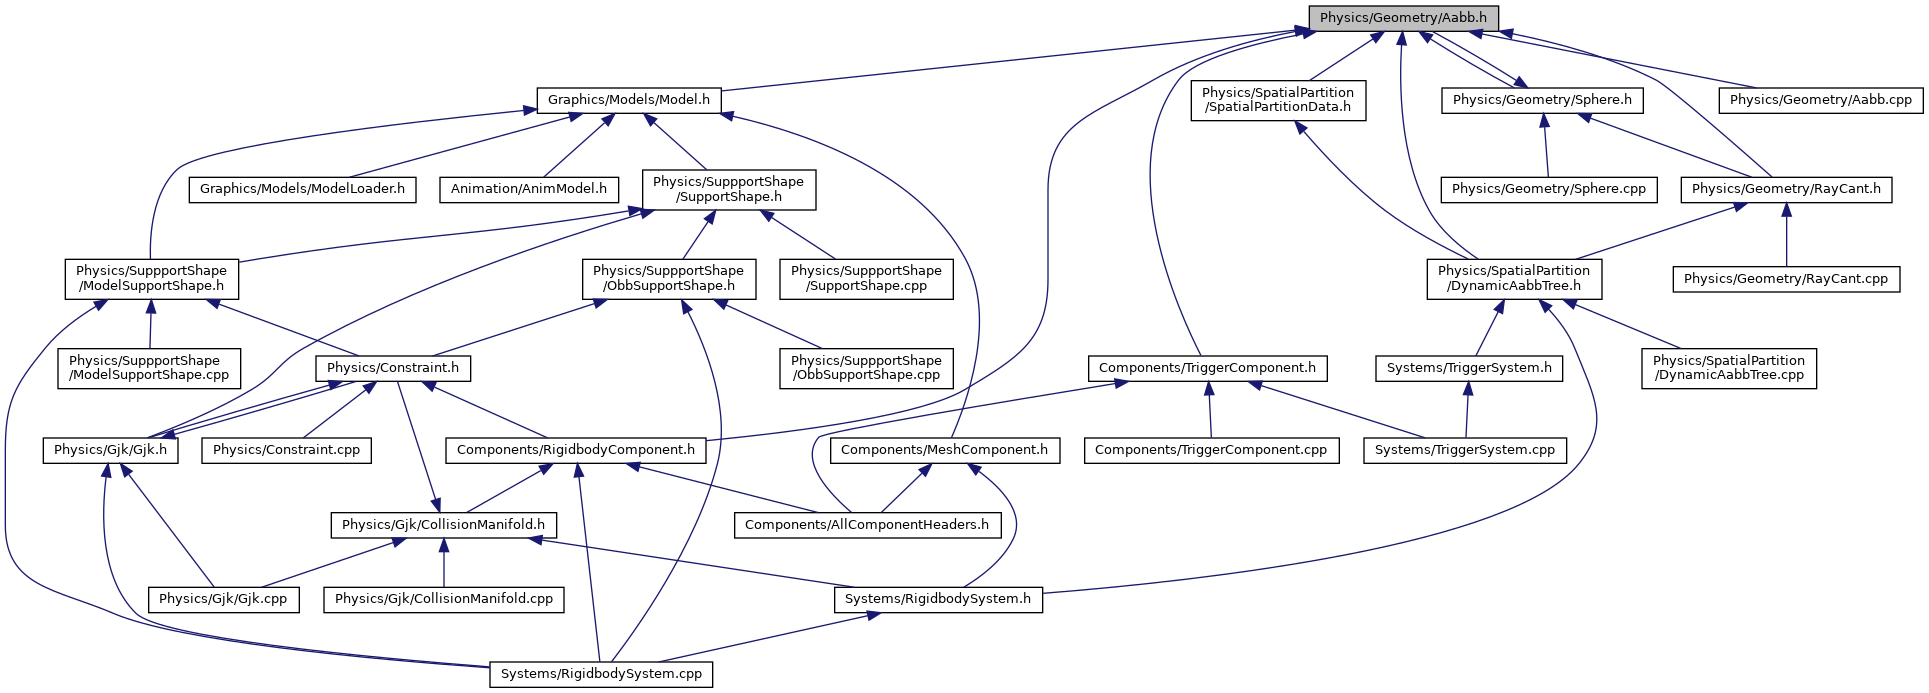 Physics/Geometry/Aabb.h
Graphics/Models/Model.h
Physics/SpatialPartition
/SpatialPartitionData.h
Physics/Geometry/Sphere.h
Physics/Geometry/Aabb.cpp
Graphics/Models/ModelLoader.h
Animation/AnimModel.h
Physics/SuppportShape
/SupportShape.h
Physics/Geometry/Sphere.cpp
Physics/Geometry/RayCant.h
Physics/SuppportShape
/ModelSupportShape.h
Physics/SuppportShape
/ObbSupportShape.h
Physics/SuppportShape
/SupportShape.cpp
Physics/SpatialPartition
/DynamicAabbTree.h
Physics/Geometry/RayCant.cpp
Physics/SuppportShape
/ModelSupportShape.cpp
Physics/Constraint.h
Physics/SuppportShape
/ObbSupportShape.cpp
Components/TriggerComponent.h
Systems/TriggerSystem.h
Physics/SpatialPartition
/DynamicAabbTree.cpp
Physics/Gjk/Gjk.h
Physics/Constraint.cpp
Components/RigidbodyComponent.h
Components/MeshComponent.h
Components/TriggerComponent.cpp
Systems/TriggerSystem.cpp
Physics/Gjk/CollisionManifold.h
Components/AllComponentHeaders.h
Physics/Gjk/Gjk.cpp
Physics/Gjk/CollisionManifold.cpp
Systems/RigidbodySystem.h
Systems/RigidbodySystem.cpp